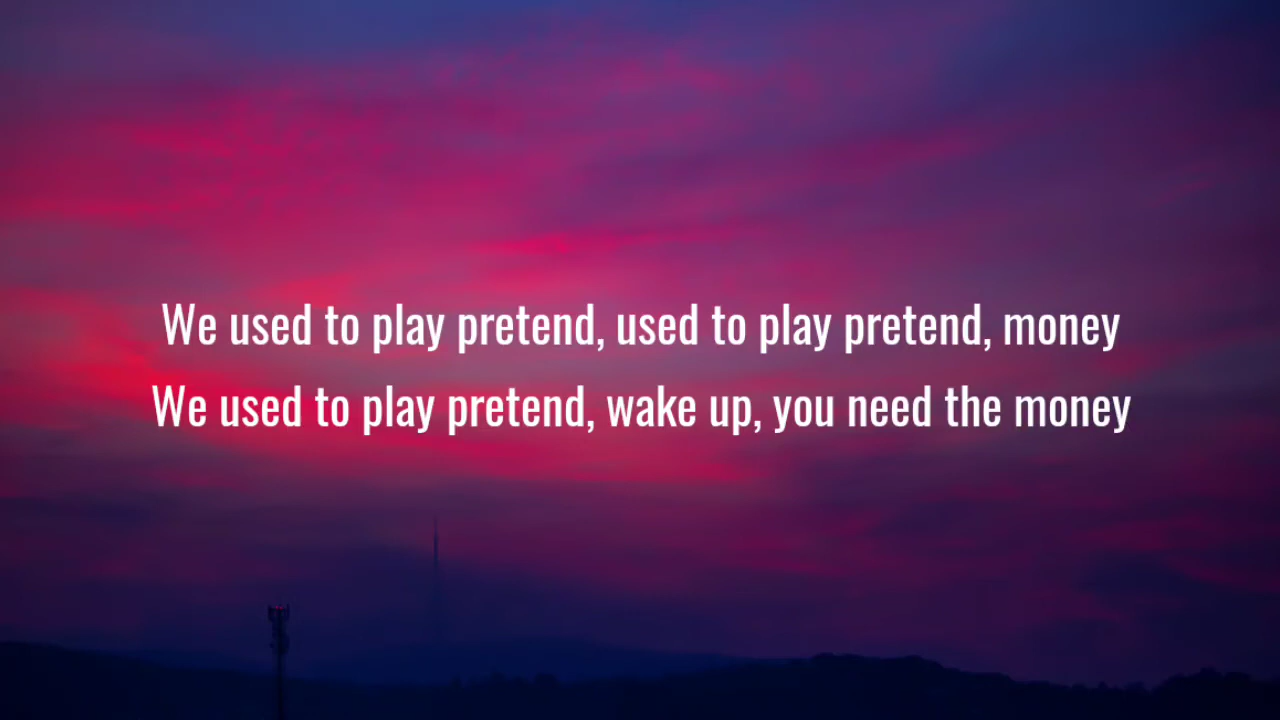 We used to play pretend, used to play pretend, money
We used to play pretend, wake up, you need the money